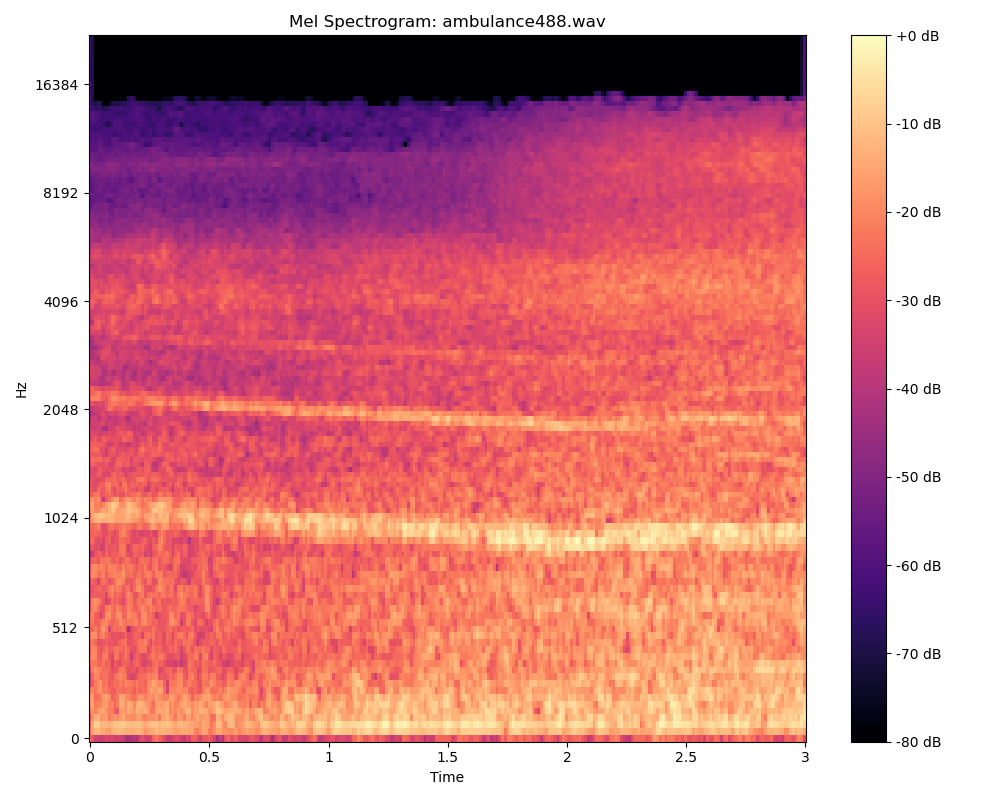 Mel Spectrogram: ambulance488.wav
+0 dB
16384
-10 dB
8192
-20 dB
4096
-30 dB
Hz
2048
-40 dB
1024
-50 dB
-60 dB
512
-70 dB
0
-80 dB
0 0.5 1 1.5 2 2.5 3
Time